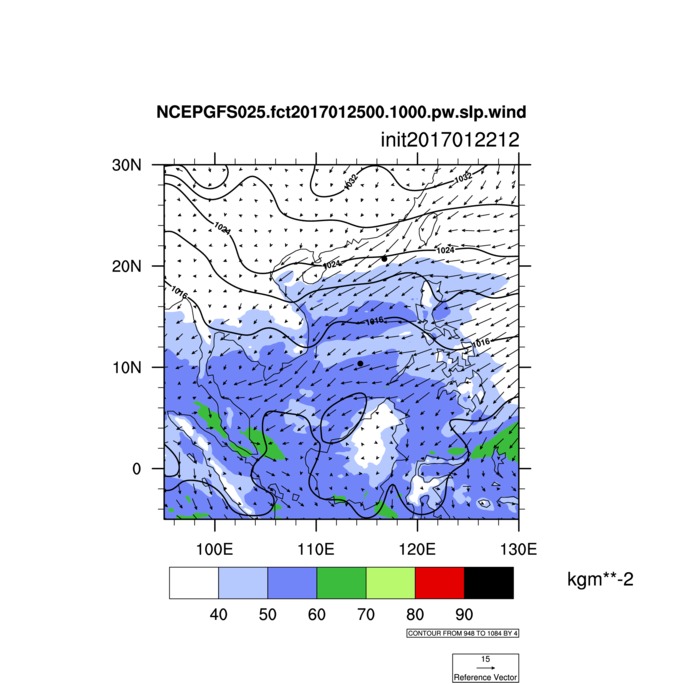 NCEPGFS025.fct2017012500.1000.pw.slp.wind
init2017012212
30N
1032
1032
1024
1024
1024
20N
1016
1016
1016
10N
0
100E
110E
120E
130E
kgm**-2
40
50
60
70
80
90
CONTOUR FROM 948 TO 1084 BY 4
15
Reference Vector